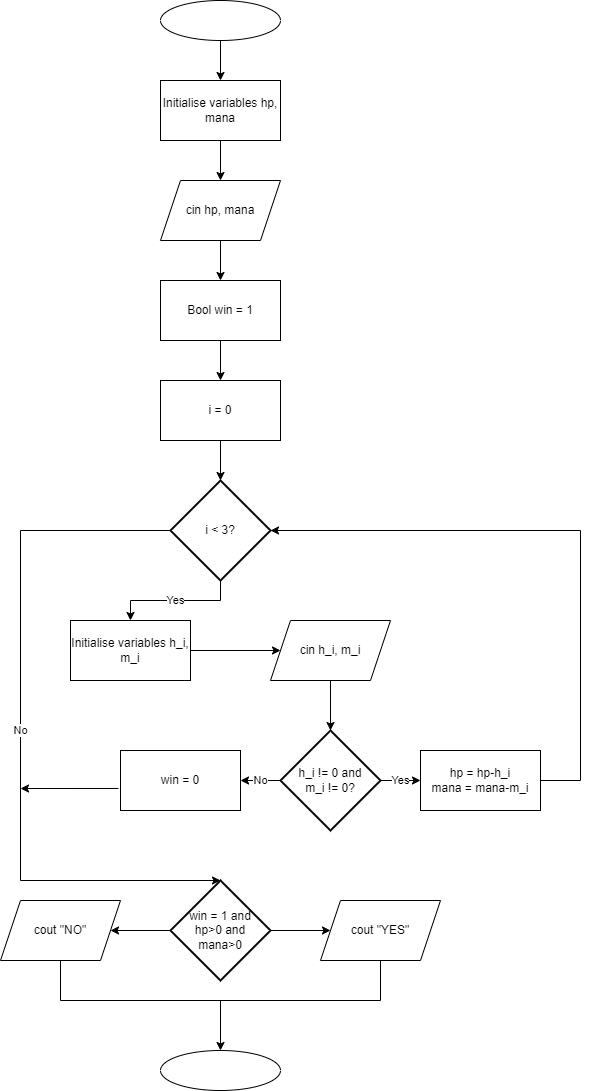 Initialise variables hp,
mana
cin hp, mana
Bool win = 1
i = 0
i < 3?
Yes
Initialise variables h_i,
m_i
cin h_i, m_i
No
win = 0
No
h_i != 0 and
m_i != 0?
Yes
hp = hp-h_i
mana = mana-m_i
cout "NO"
win = 1 and
hp>0 and
mana>0
cout "YES"